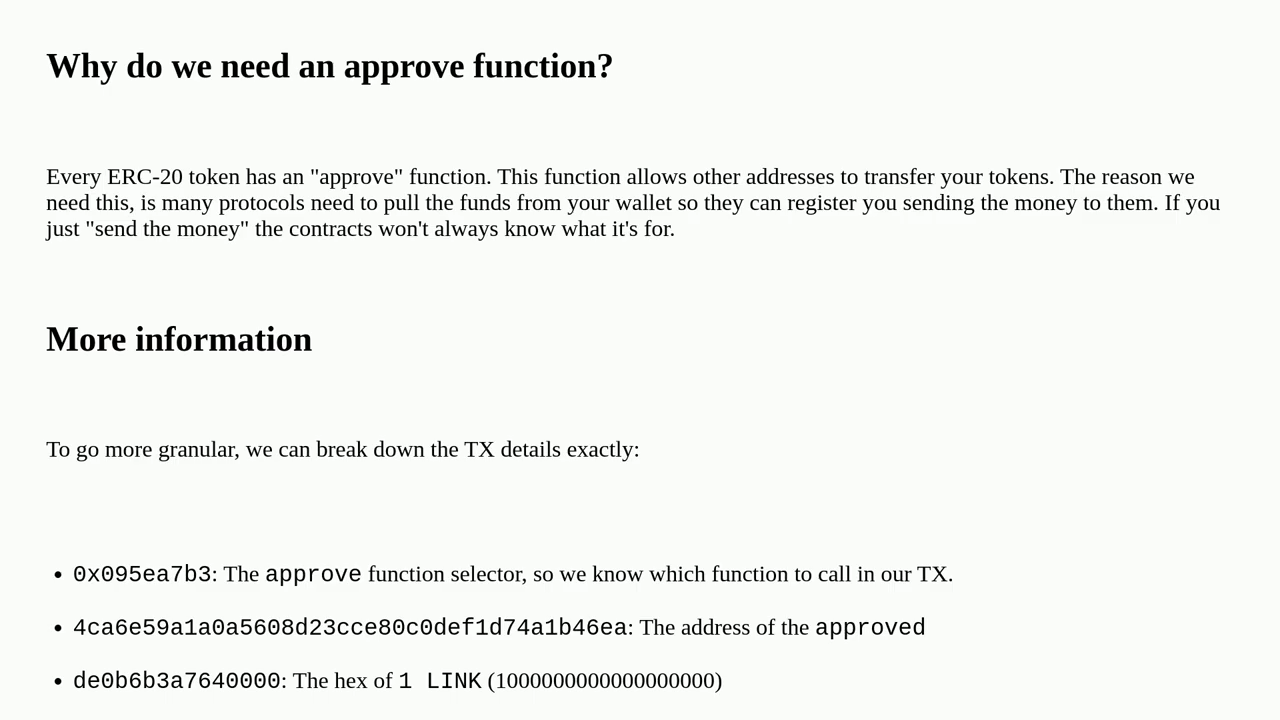 Why do we need an approve function?
Every ERC-20 token has an "approve" function. This function allows other addresses to transfer your tokens. The reason we
need this, is many protocols need to pull the funds from your wallet so they can register you sending the money to them. If you
just "send the money" the contracts won't always know what it's for.
More information
To go more granular, we can break down the TX details exactly:
• 0x095ea7b3: The approve function selector, so we know which function to call in our TX.
• 4ca6e59a1a0a5608d23cce80c0def1d74a1b46ea: The address of the approved
• de0b6b3a7640000: The hex of 1 LINK (1000000000000000000)